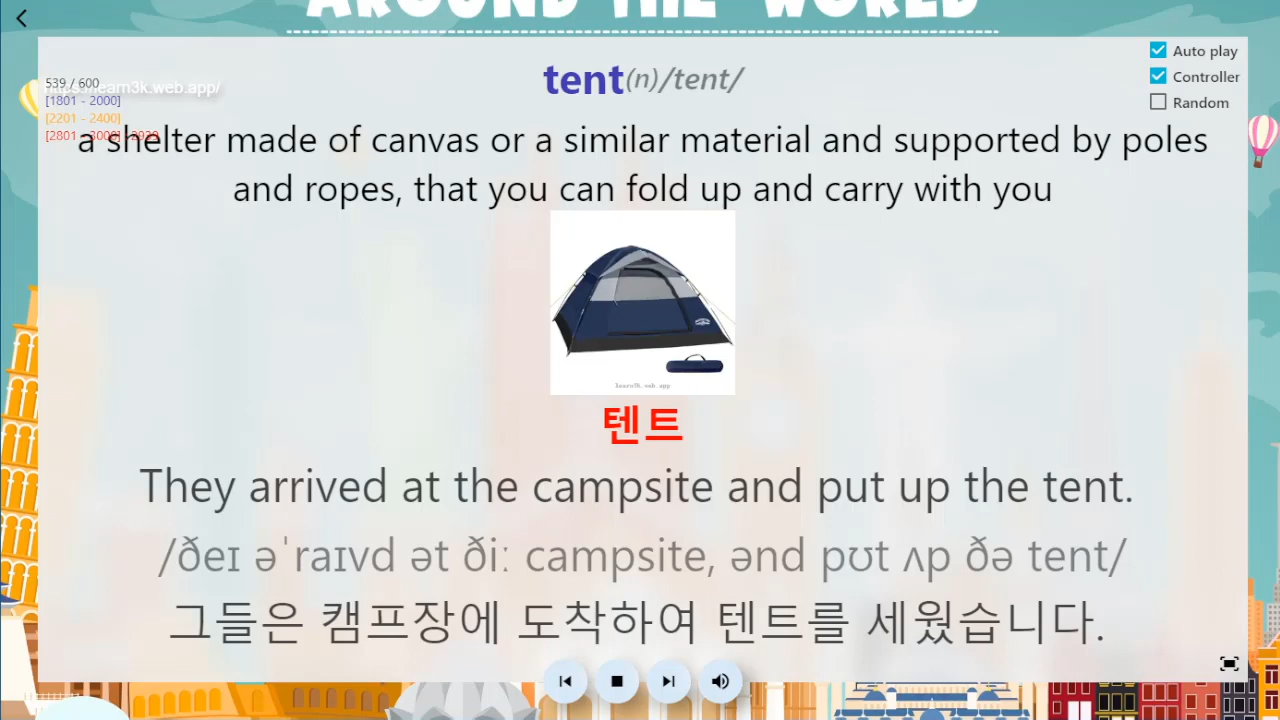 AROUND THE WORLD
Auto play
Controller
Random
539 / 600
https://learn3k.web.app/
[1801 - 2000]
[2201 - 2400]
[2801 - 3000] : 2939
tent(n)/tent/
a shelter made of canvas or a similar material and supported by poles
and ropes, that you can fold up and carry with you
learn3k.web.app
텐트
They arrived at the campsite and put up the tent.
/ðeɪ əˈraɪvd ət ðiː campsite, ənd pʊt ʌp ðə tent/
그들은 캠프장에 도착하여 텐트를 세웠습니다.